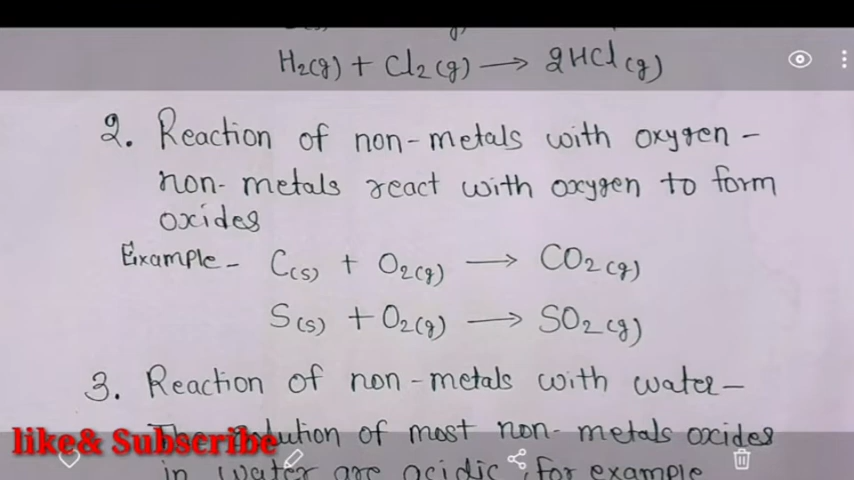 H2(g) + Cl2(g) → 2HCl(g)
2. Reaction of non-metals with oxygen -
non-metals react with oxygen to form
oxides
Example- C(s) + O2(g) → CO2(g)
S(s) + O2(g) → SO2(g)
3. Reaction of non-metals with water-
The solution of most non-metals oxides
like& Subscribe
in water are acidic, for example